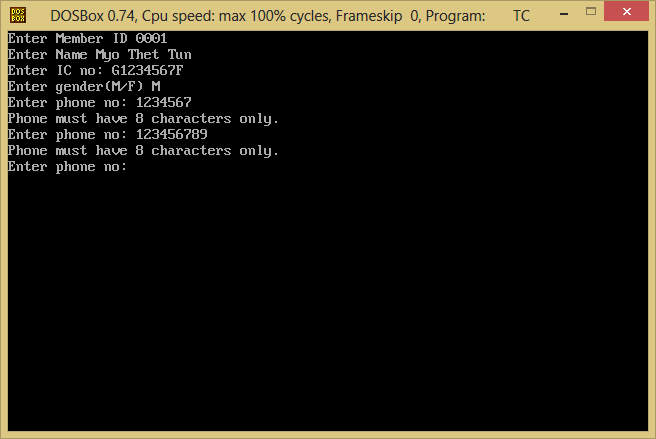 DOS
BOX
DOSBox 0.74, Cpu speed: max 100% cycles, Frameskip 0, Program: TC
Enter Member ID 0001
Enter Name Myo Thet Tun
Enter IC no: G1234567F
Enter gender(M/F) M
Enter phone no: 1234567
Phone must have 8 characters only.
Enter phone no: 123456789
Phone must have 8 characters only.
Enter phone no: